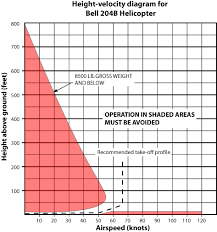 Height-velocity diagram for
Bell 204B Helicopter
800
700
8500 LB. GROSS WEIGHT
AND BELOW
600
500
OPERATION IN SHADED AREAS
MUST BE AVOIDED
400
300
Recommended take-off profile
200
100
Height above ground (feet)
10 20 30 40 50 60 70 80 90 100 110 120
Airspeed (knots)